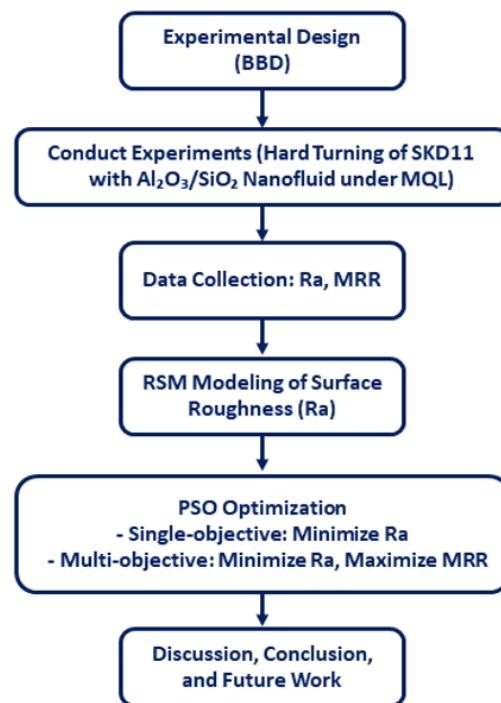 Experimental Design
(BBD)
Conduct Experiments (Hard Turning of SKD11
with Al₂O₃/SiO₂ Nanofluid under MQL)
Data Collection: Ra, MRR
RSM Modeling of Surface
Roughness (Ra)
PSO Optimization
- Single-objective: Minimize Ra
- Multi-objective: Minimize Ra, Maximize MRR
Discussion, Conclusion,
and Future Work